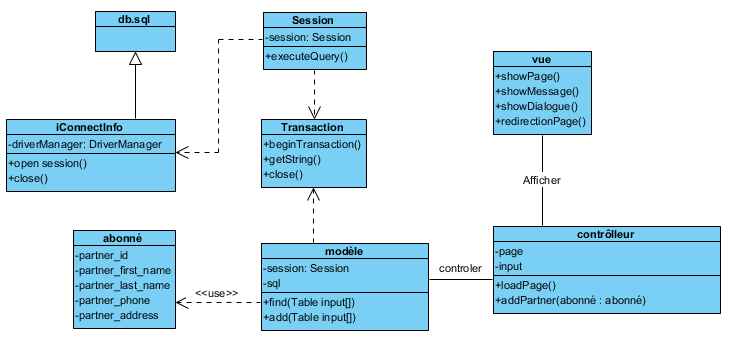 db.sql
Session
-session: Session
+executeQuery()
vue
+showPage()
+showMessage()
+showDialogue()
+redirectionPage()
iConnectInfo
-driverManager: DriverManager
+open session()
+close()
Transaction
+beginTransaction()
+getString()
+close()
Afficher
abonné
-partner_id
-partner_first_name
-partner_last_name
-partner_phone
-partner_address
<<use>>
modèle
-session: Session
-sql
+find(Table input[])
+add(Table input[])
controler
contrôlleur
-page
-input
+loadPage()
+addPartner(abonné : abonné)